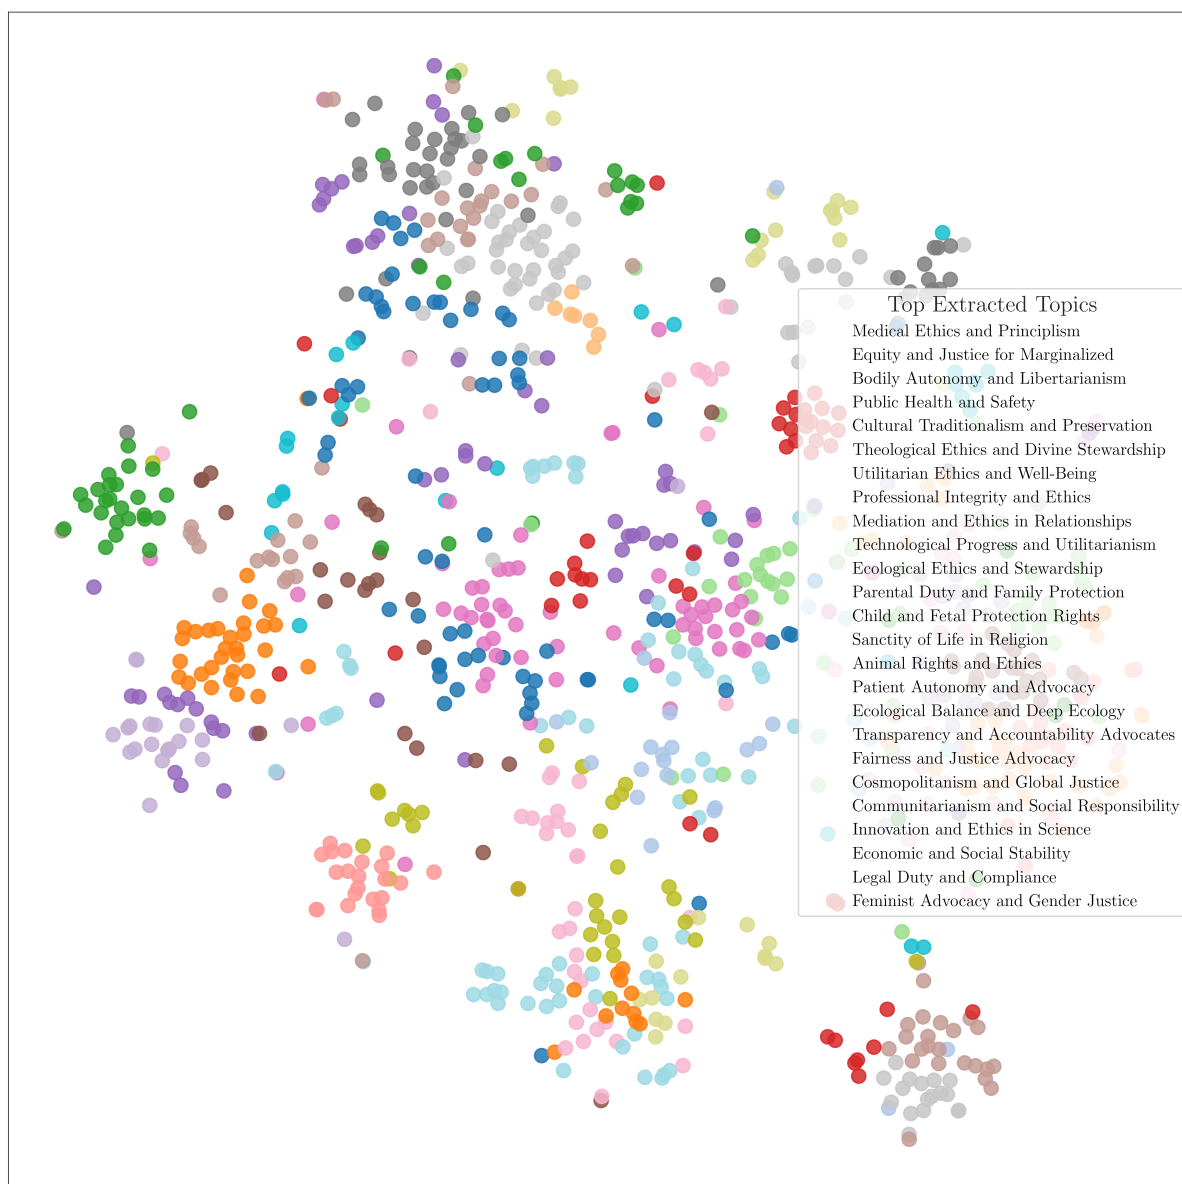 Top Extracted Topics
Medical Ethics and Principlism
Equity and Justice for Marginalized
Bodily Autonomy and Libertarianism
Public Health and Safety
Cultural Traditionalism and Preservation
Theological Ethics and Divine Stewardship
Utilitarian Ethics and Well-Being
Professional Integrity and Ethics
Mediation and Ethics in Relationships
Technological Progress and Utilitarianism
Ecological Ethics and Stewardship
Parental Duty and Family Protection
Child and Fetal Protection Rights
Sanctity of Life in Religion
Animal Rights and Ethics
Patient Autonomy and Advocacy
Ecological Balance and Deep Ecology
Transparency and Accountability Advocates
Fairness and Justice Advocacy
Cosmopolitanism and Global Justice
Communitarianism and Social Responsibility
Innovation and Ethics in Science
Economic and Social Stability
Legal Duty and Compliance
Feminist Advocacy and Gender Justice